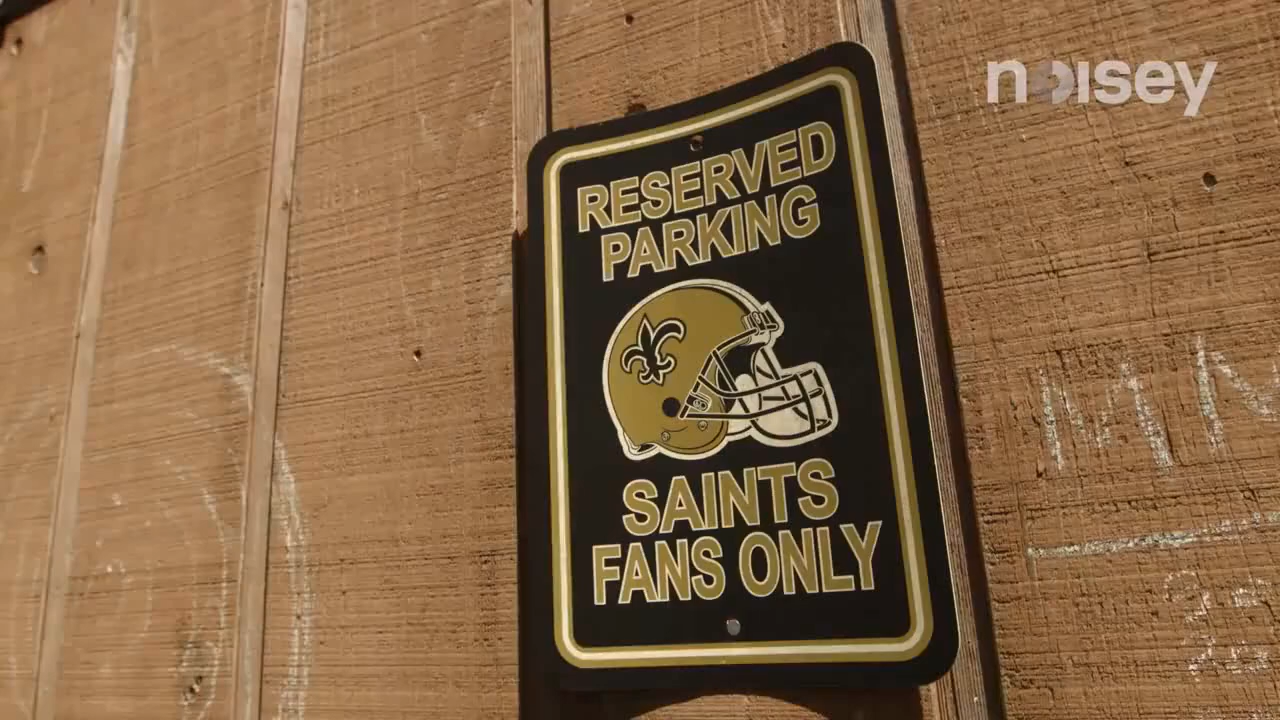 noisey
RESERVED
PARKING
SAINTS
FANS ONLY